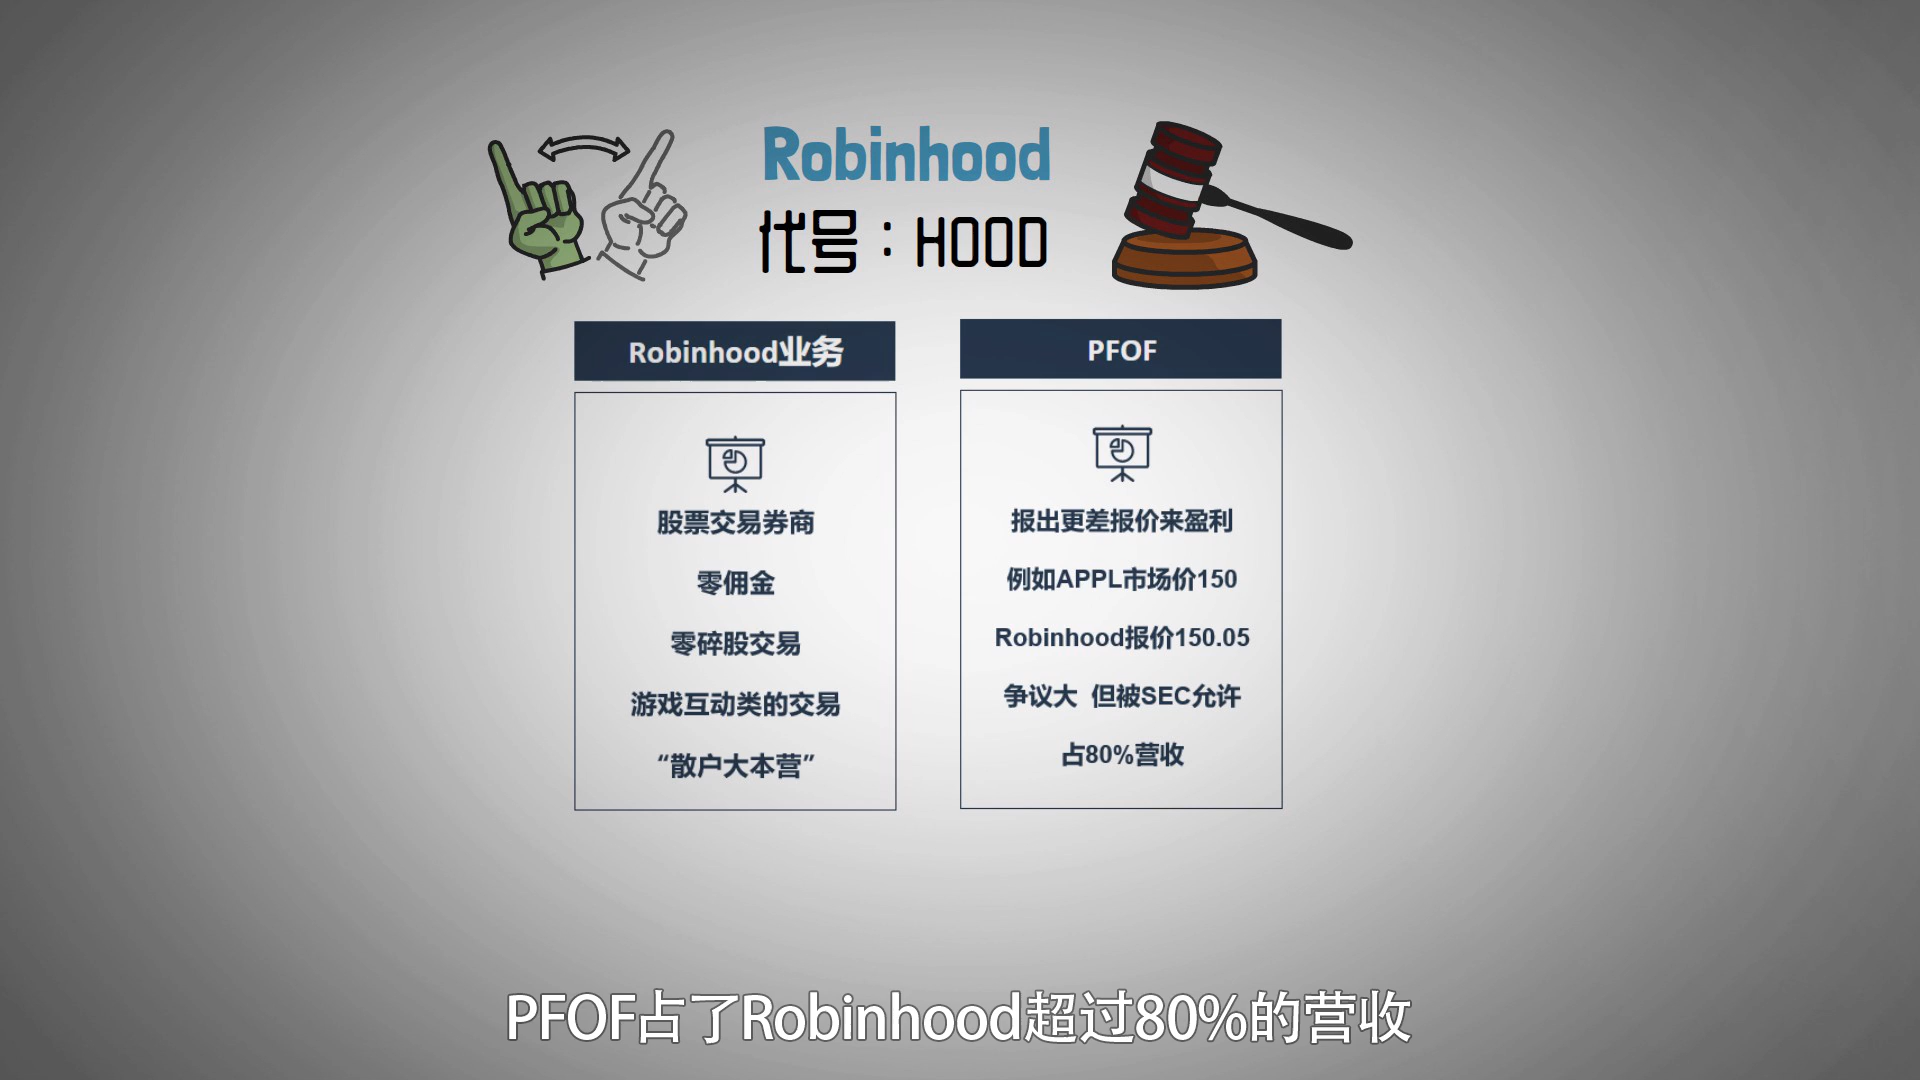 Robinhood
代号：HOOD
Robinhood业务
股票交易券商
零佣金
零碎股交易
游戏互动类的交易
“散户大本营”
PFOF
报出更差报价来盈利
例如APPL市场价150
Robinhood报价150.05
争议大 但被SEC允许
占80%营收
PFOF占了Robinhood超过80%的营收